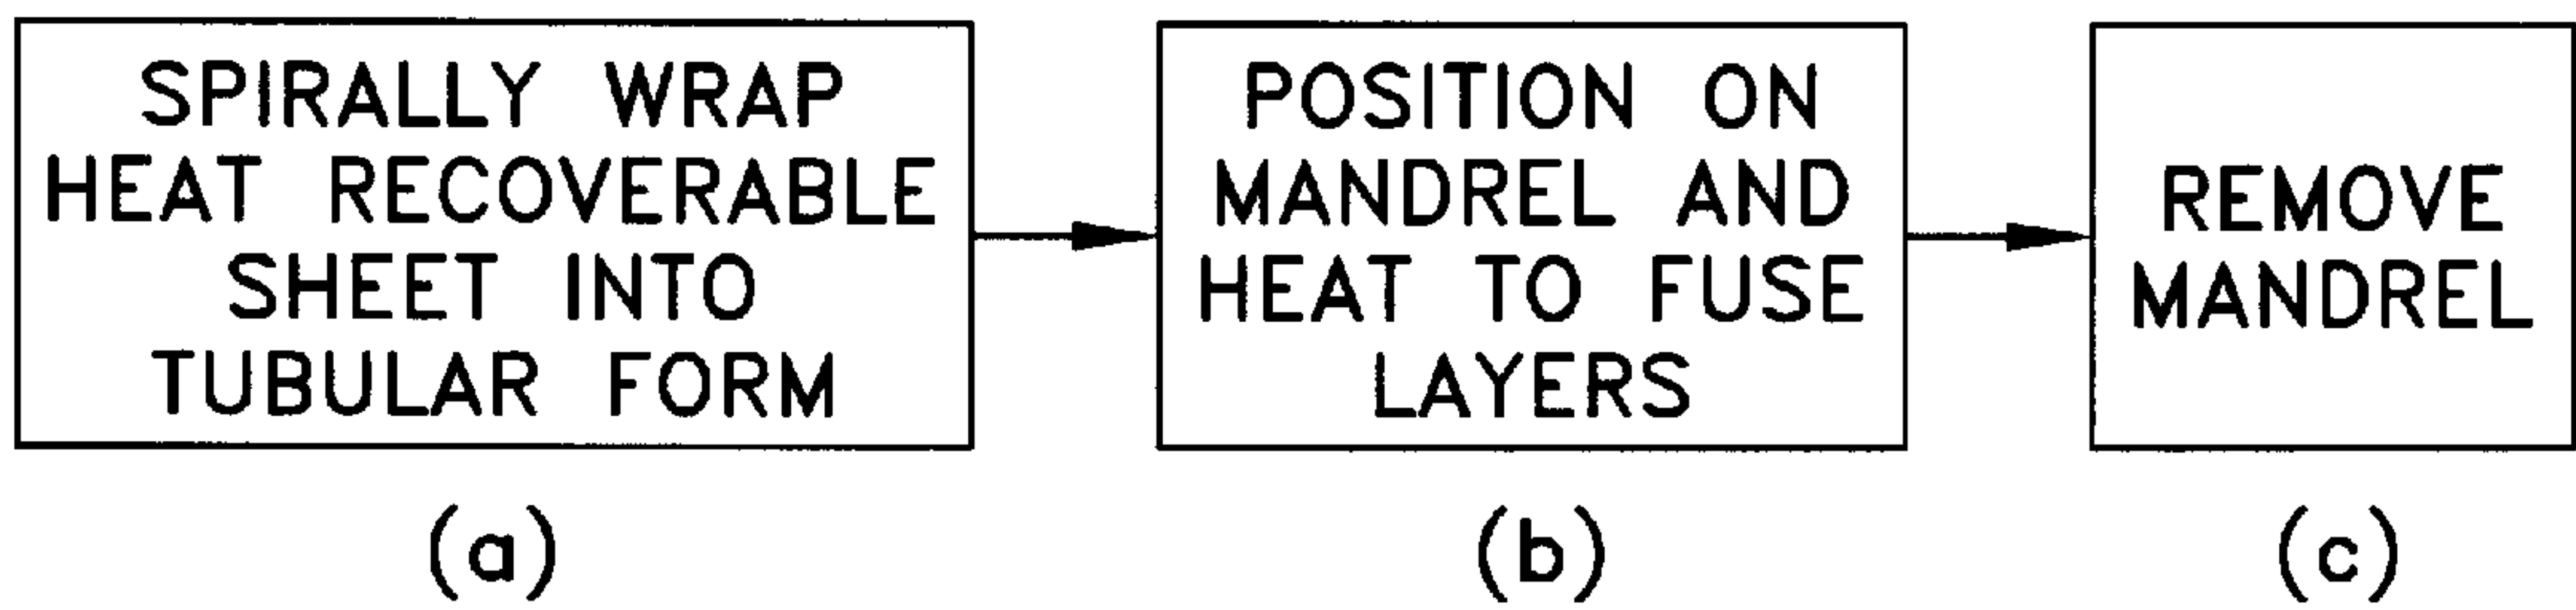 SPIRALLY WRAP
HEAT RECOVERABLE
SHEET INTO
TUBULAR FORM
(a)
POSITION ON
MANDREL AND
HEAT TO FUSE
LAYERS
(b)
REMOVE
MANDREL
(c)